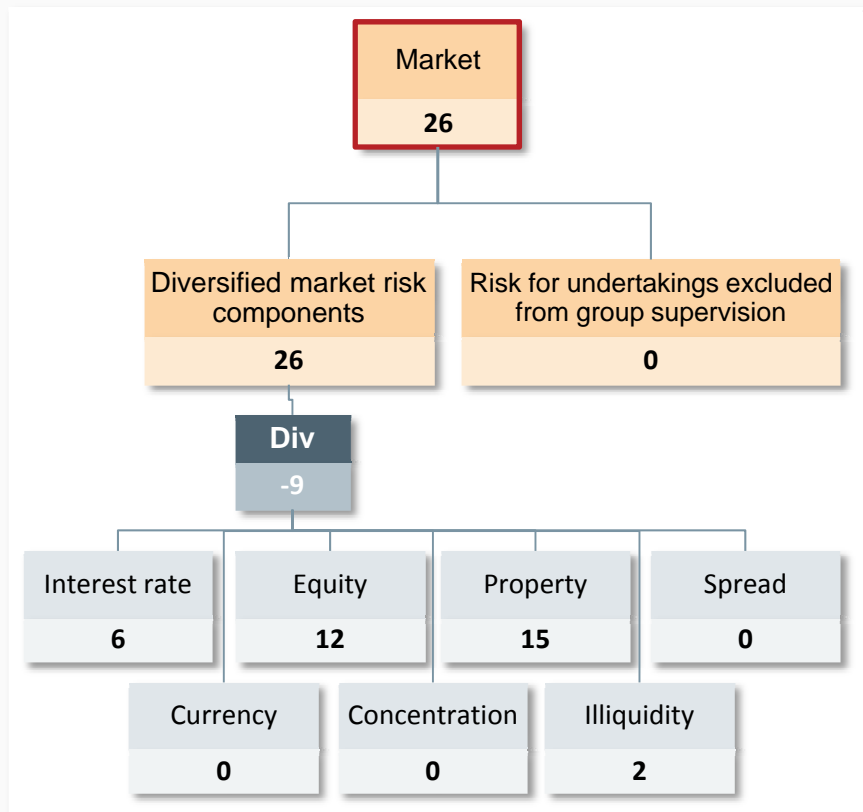 Market
26
Diversified market risk
components
26
Risk for undertakings excluded
from group supervision
0
Div
-9
Interest rate
6
Equity
12
Property
15
Spread
0
Currency
0
Concentration
0
Illiquidity
2